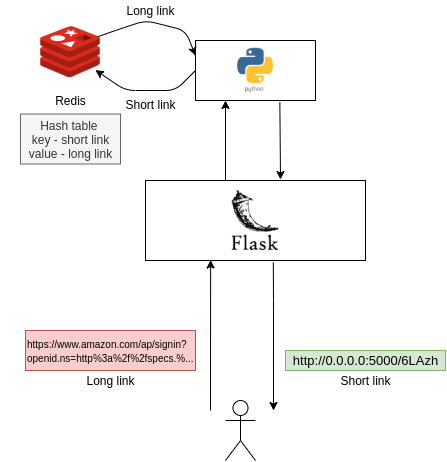 Long link
python
Short link
Redis
Hash table
key - short link
value - long link
Flask
https://www.amazon.com/ap/signin?
openid.ns=http%3a%2f%2fspecs.%...
Long link
http://0.0.0.0:5000/6LAzh
Short link